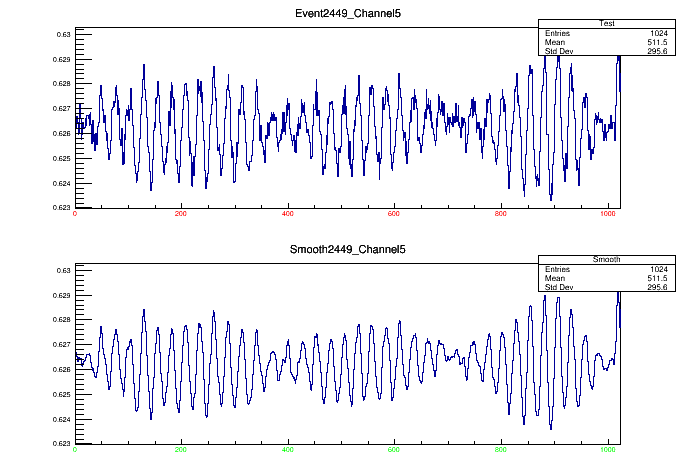 Event2449_Channel5
Test
Entries 1024
Mean 511.5
Std Dev 295.6
0.63
0.629
0.628
0.627
0.626
0.625
0.624
0.623
0 200 400 600 800 1000
Smooth2449_Channel5
Smooth
Entries 1024
Mean 511.5
Std Dev 295.6
0.63
0.629
0.628
0.627
0.626
0.625
0.624
0.623
0 200 400 600 800 1000